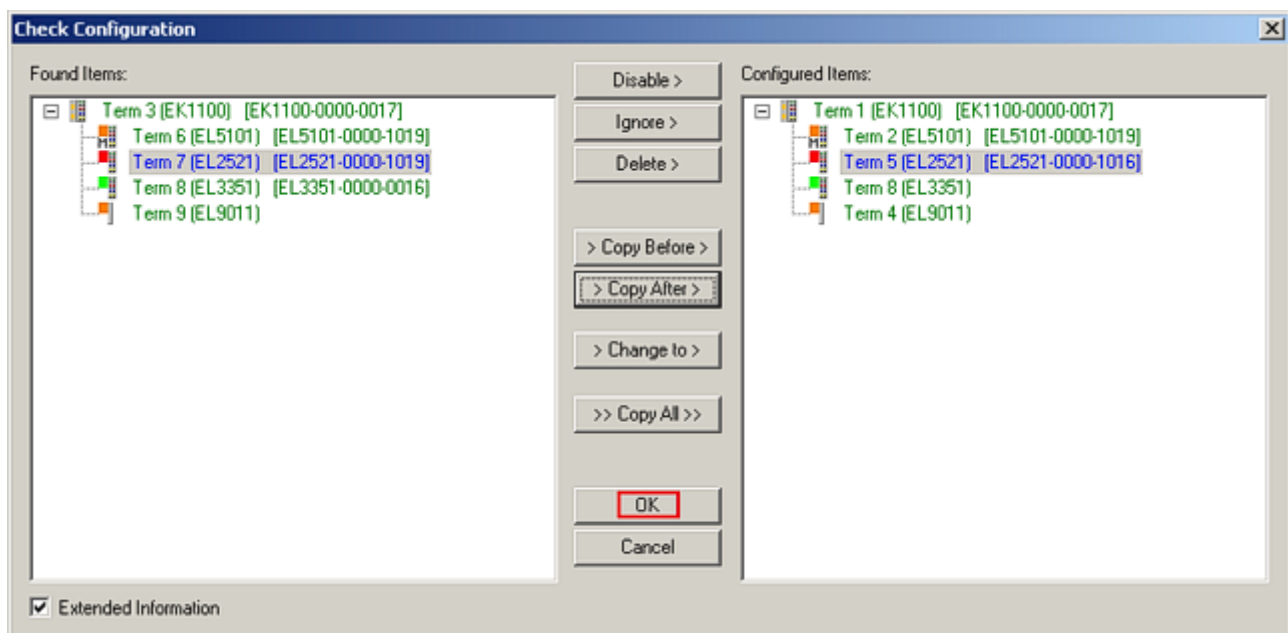 Check Configuration
Found Items:
Term 3 (EK1100) [EK1100-0000-0017]
Term 6 (EL5101) [EL5101-0000-1019]
Term 7 (EL2521) [EL2521-0000-1019]
Term 8 (EL3351) [EL3351-0000-0016]
Term 9 (EL9011)
Disable >
Ignore >
Delete >
> Copy Before >
> Copy After >
> Change to >
>> Copy All >>
OK
Cancel
Configured Items:
Term 1 (EK1100) [EK1100-0000-0017]
Term 2 (EL5101) [EL5101-0000-1019]
Term 5 (EL2521) [EL2521-0000-1016]
Term 8 (EL3351)
Term 4 (EL9011)
Extended Information